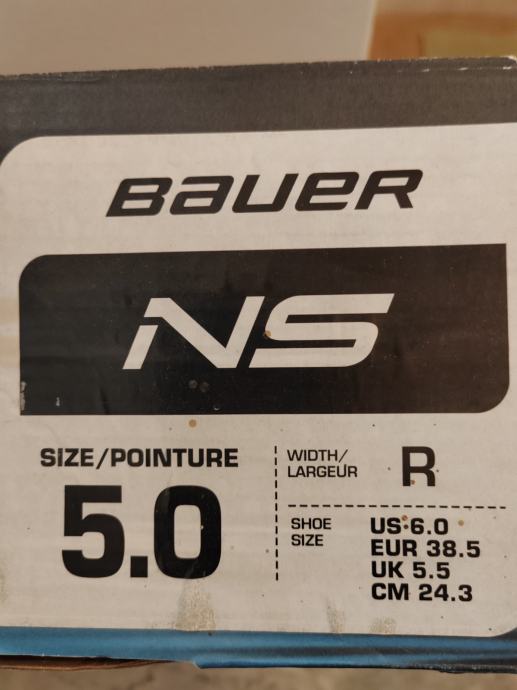 BAUER
NS
SIZE/POINTURE
5.0
WIDTH/
LARGEUR
R
SHOE
SIZE
US 6.0
EUR 38.5
UK 5.5
CM 24.3